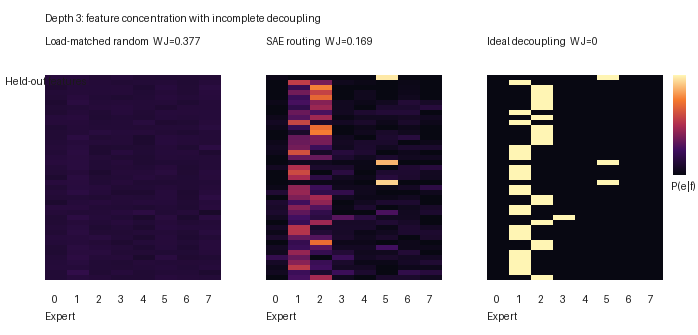 Depth 3: feature concentration with incomplete decoupling
Load-matched random WJ=0.377
SAE routing WJ=0.169
Ideal decoupling WJ=0
Held-out
P(e|f)
0 1 2 3 4 5 6 7
0 1 2 3 4 5 6 7
0 1 2 3 4 5 6 7
Expert
Expert
Expert